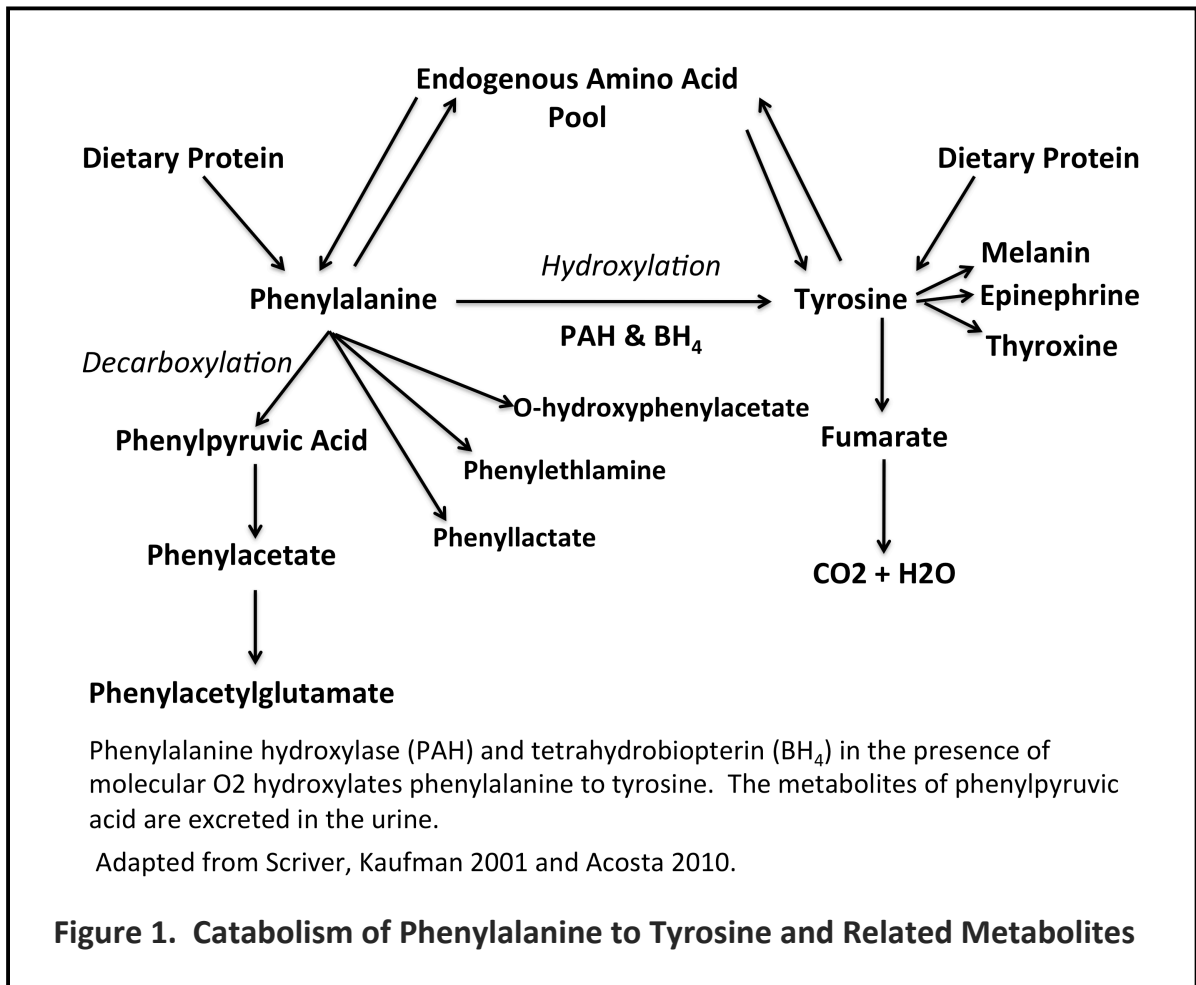 Endogenous Amino Acid
Pool
Dietary Protein
Dietary Protein
Melanin
Hydroxylation
Phenylalanine
Tyrosine
Epinephrine
PAH & BH₄
Thyroxine
Decarboxylation
O-hydroxyphenylacetate
Phenylpyruvic Acid
Fumarate
Phenylethlamine
Phenyllactate
Phenylacetate
CO2 + H2O
Phenylacetylglutamate
Phenylalanine hydroxylase (PAH) and tetrahydrobiopterin (BH₄) in the presence of
molecular O2 hydroxylates phenylalanine to tyrosine.  The metabolites of phenylpyruvic
acid are excreted in the urine.
Adapted from Scriver, Kaufman 2001 and Acosta 2010.
Figure 1.  Catabolism of Phenylalanine to Tyrosine and Related Metabolites